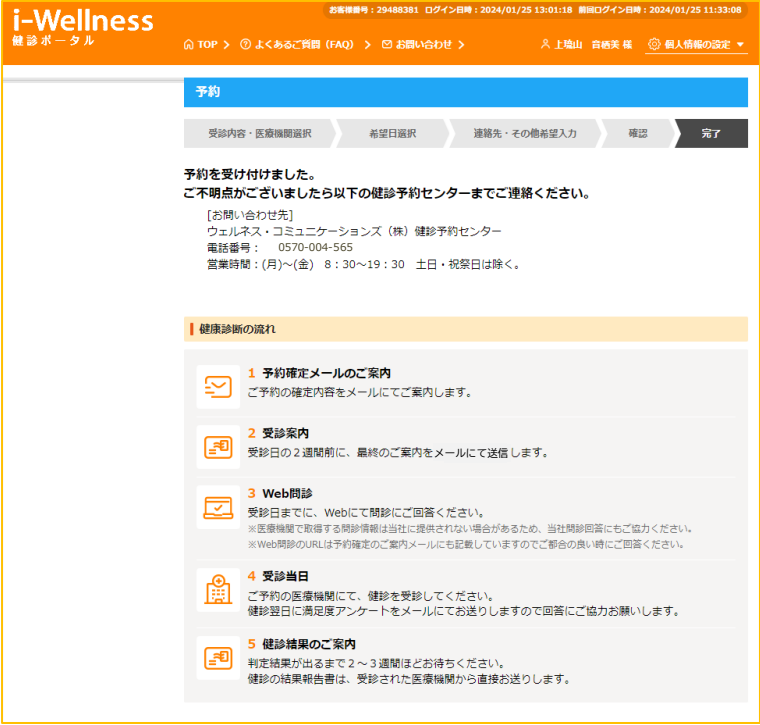 i-Wellness
健診ポータル
お客様番号：29488381 ログイン日時：2024/01/25 13:01:18 前回ログイン日時：2024/01/25 11:33:08
TOP > よくあるご質問（FAQ） > お問い合わせ > 上瑞山 育栖美 様 個人情報の設定 ▼
予約
受診内容・医療機関選択 希望日選択 連絡先・その他希望入力 確認 完了
予約を受け付けました。
ご不明点がございましたら以下の健診予約センターまでご連絡ください。
[お問い合わせ先]
ウェルネス・コミュニケーションズ（株）健診予約センター
電話番号： 0570-004-565
営業時間：(月)～(金) 8：30～19：30 土日・祝祭日は除く。
健康診断の流れ
1 予約確定メールのご案内
ご予約の確定内容をメールにてご案内します。
2 受診案内
受診日の２週間前に、最終のご案内をメールにて送信します。
3 Web問診
受診日までに、Webにて問診にご回答ください。
※医療機関で取得する問診情報は当社に提供されない場合があるため、当社問診回答にもご協力ください。
※Web問診のURLは予約確定のご案内メールにも記載していますのでご都合の良い時にご回答ください。
4 受診当日
ご予約の医療機関にて、健診を受診してください。
健診翌日に満足度アンケートをメールにてお送りしますので回答にご協力お願いします。
5 健診結果のご案内
判定結果が出るまで２～３週間ほどお待ちください。
健診の結果報告書は、受診された医療機関から直接お送りします。